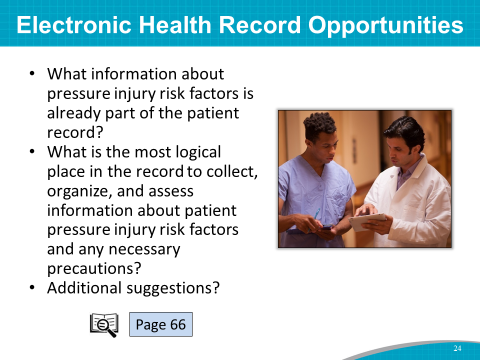 Electronic Health Record Opportunities
• What information about
pressure injury risk factors is
already part of the patient
record?
• What is the most logical
place in the record to collect,
organize, and assess
information about patient
pressure injury risk factors
and any necessary
precautions?
• Additional suggestions?
Page 66
24